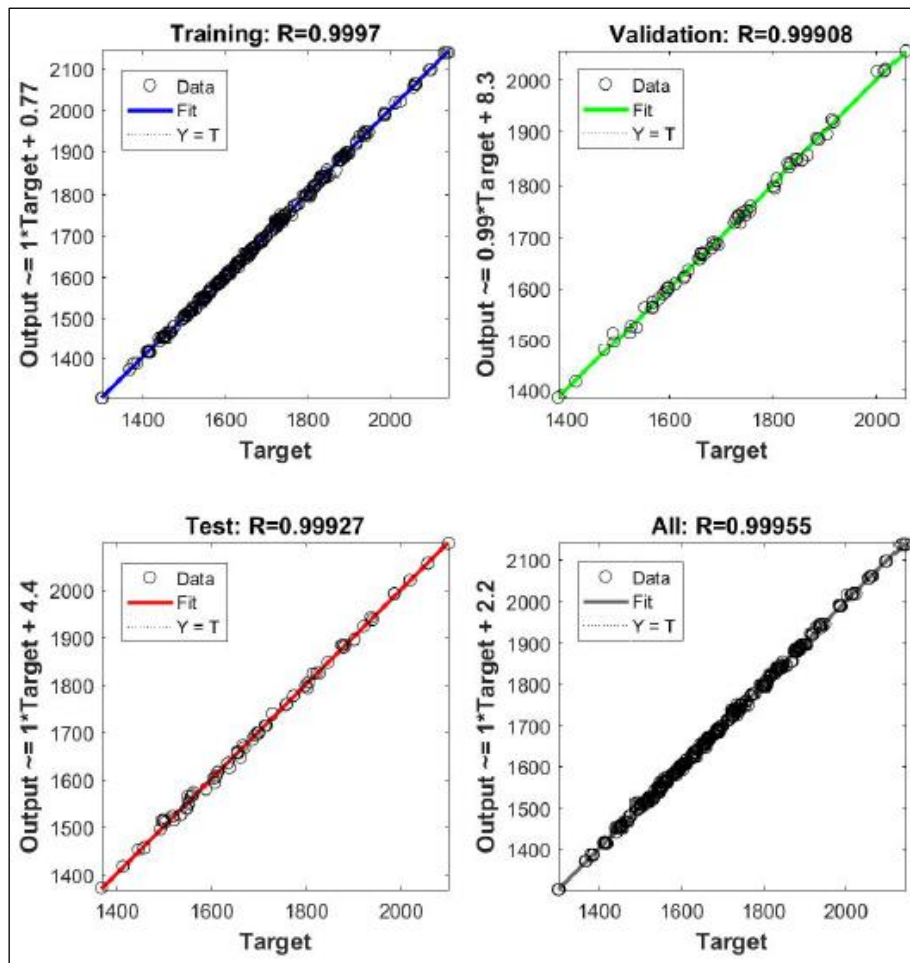 Training: R=0.9997
Output ~= 1*Target + 0.77
2100
2000
1900
1800
1700
1600
1500
1400
Data
Fit
Y = T
1400 1600 1800 2000
Target
Validation: R=0.99908
Output ~= 0.99*Target + 8.3
2000
1900
1800
1700
1600
1500
1400
Data
Fit
Y = T
1400 1600 1800 2000
Target
Test: R=0.99927
Output ~= 1*Target + 4.4
2000
1900
1800
1700
1600
1500
1400
Data
Fit
Y = T
1400 1600 1800 2000
Target
All: R=0.99955
Output ~= 1*Target + 2.2
2100
2000
1900
1800
1700
1600
1500
1400
Data
Fit
Y = T
1400 1600 1800 2000
Target